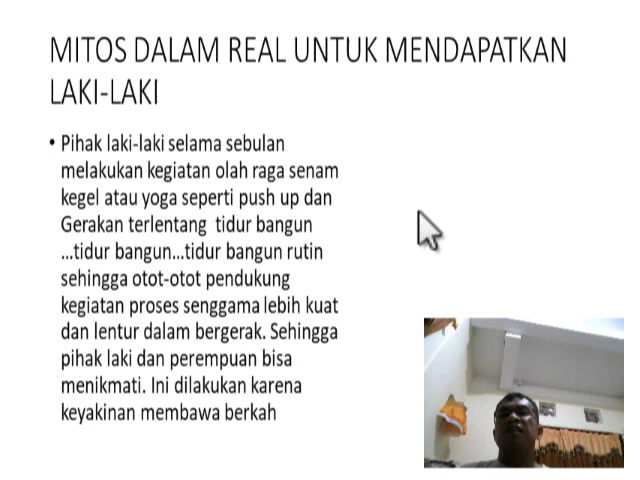 MITOS DALAM REAL UNTUK MENDAPATKAN
LAKI-LAKI
• Pihak laki-laki selama sebulan
melakukan kegiatan olah raga senam
kegel atau yoga seperti push up dan
Gerakan terlentang tidur bangun
...tidur bangun...tidur bangun rutin
sehingga otot-otot pendukung
kegiatan proses senggama lebih kuat
dan lentur dalam bergerak. Sehingga
pihak laki dan perempuan bisa
menikmati. Ini dilakukan karena
keyakinan membawa berkah